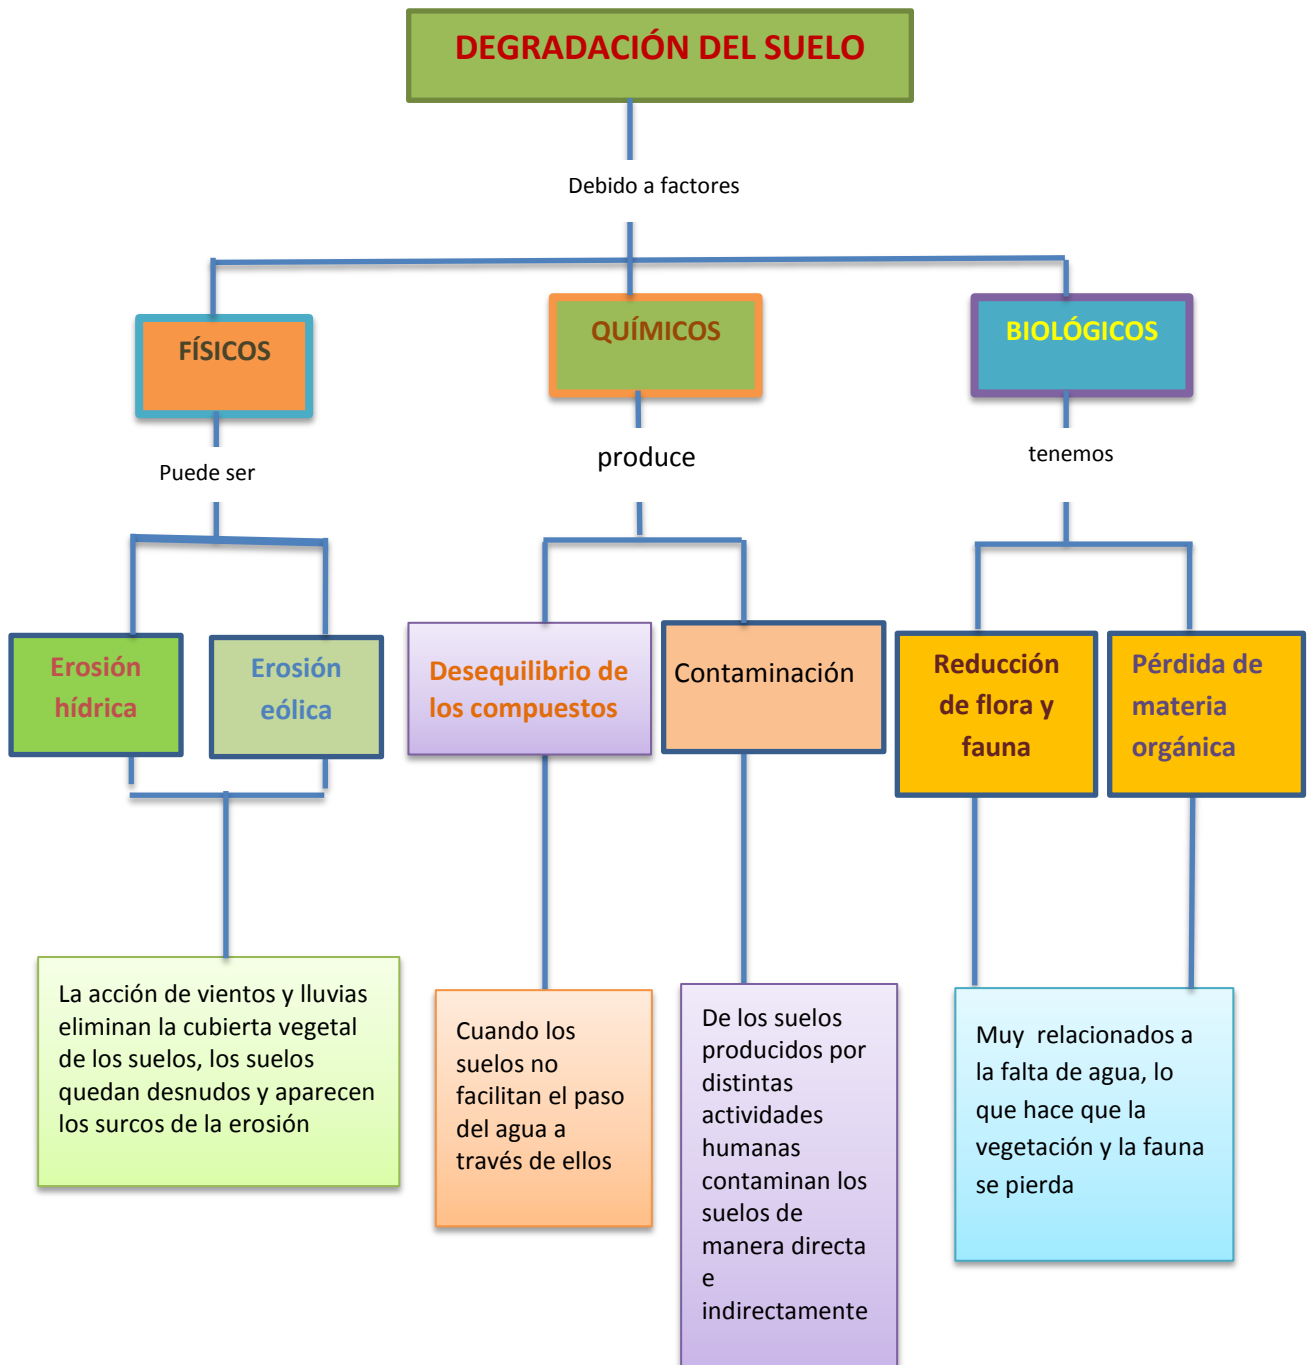 DEGRADACIÓN DEL SUELO
Debido a factores
FÍSICOS
QUÍMICOS
BIOLÓGICOS
Puede ser
produce
tenemos
Erosión
hídrica
Erosión
eólica
Desequilibrio de
los compuestos
Contaminación
Reducción
de flora y
fauna
Pérdida de
materia
orgánica
La acción de vientos y lluvias
eliminan la cubierta vegetal
de los suelos, los suelos
quedan desnudos y aparecen
los surcos de la erosión
Cuando los
suelos no
facilitan el paso
del agua a
través de ellos
De los suelos
producidos por
distintas
actividades
humanas
contaminan los
suelos de
manera directa
e
indirectamente
Muy relacionados a
la falta de agua, lo
que hace que la
vegetación y la fauna
se pierda